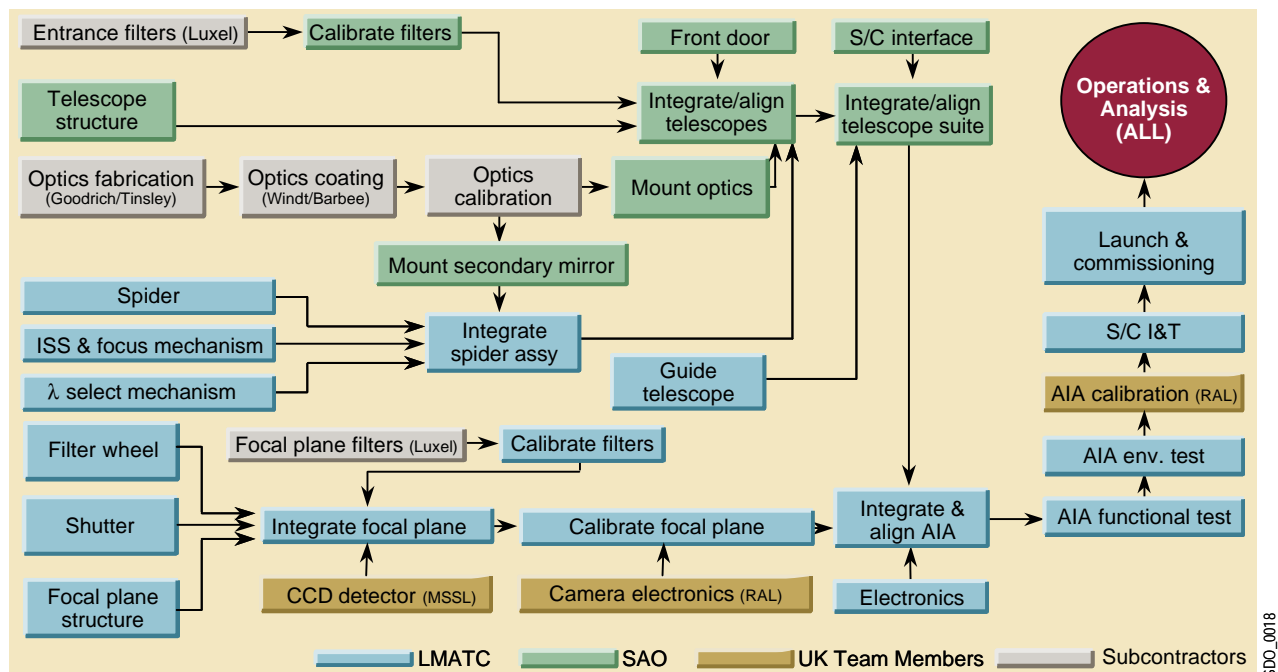 Entrance filters (Luxel)
Calibrate filters
Front door
S/C interface
Telescope
structure
Integrate/align
telescopes
Integrate/align
telescope suite
Operations &
Analysis
(ALL)
Optics fabrication
(Goodrich/Tinsley)
Optics coating
(Windt/Barbee)
Optics
calibration
Mount optics
Mount secondary mirror
Launch &
commissioning
Spider
ISS & focus mechanism
λ select mechanism
Integrate
spider assy
Guide
telescope
S/C I&T
AIA calibration (RAL)
Filter wheel
Focal plane filters (Luxel)
Calibrate filters
AIA env. test
Shutter
Integrate focal plane
Calibrate focal plane
Integrate &
align AIA
AIA functional test
Focal plane
structure
CCD detector (MSSL)
Camera electronics (RAL)
Electronics
LMATC
SAO
UK Team Members
Subcontractors